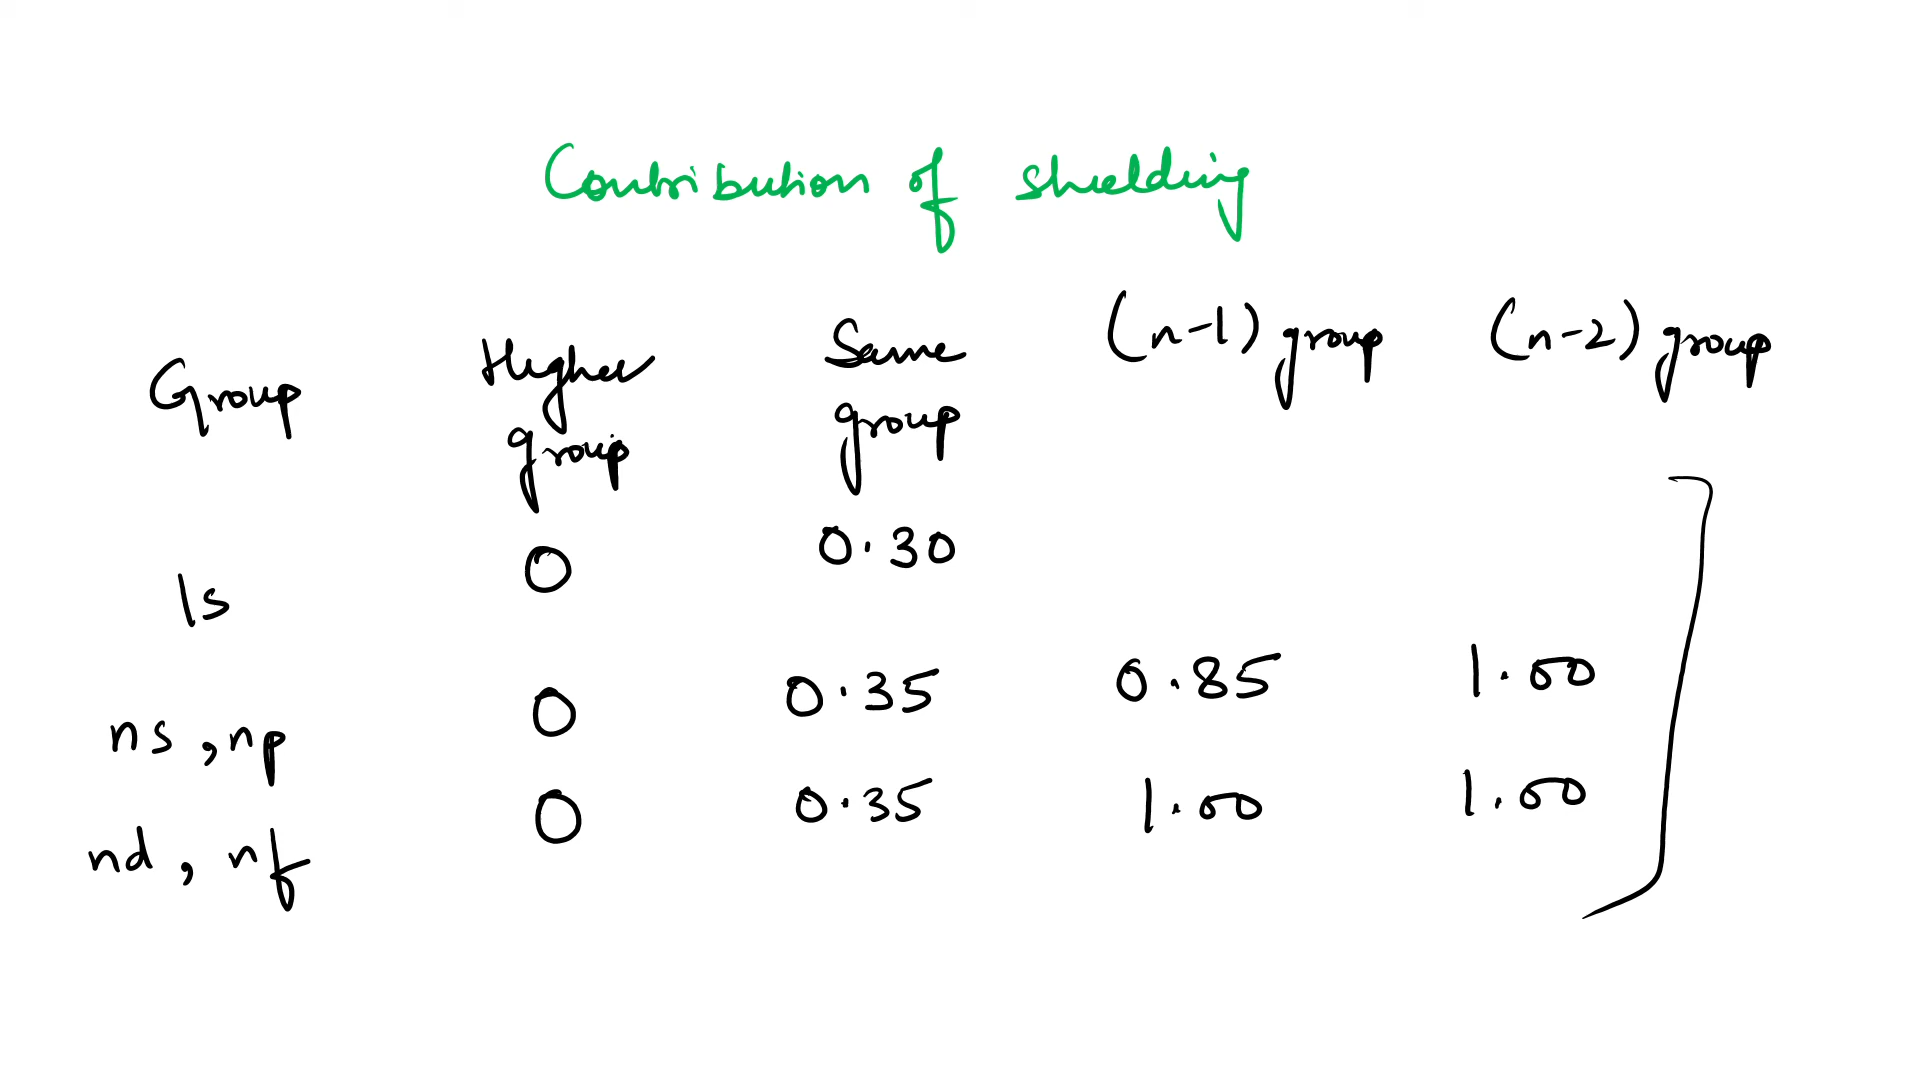 Contribution of shielding
Group Higher group Same group (n-1) group (n-2) group
1s 0 0.30
ns, np 0 0.35 0.85 1.00
nd, nf 0 0.35 1.00 1.00